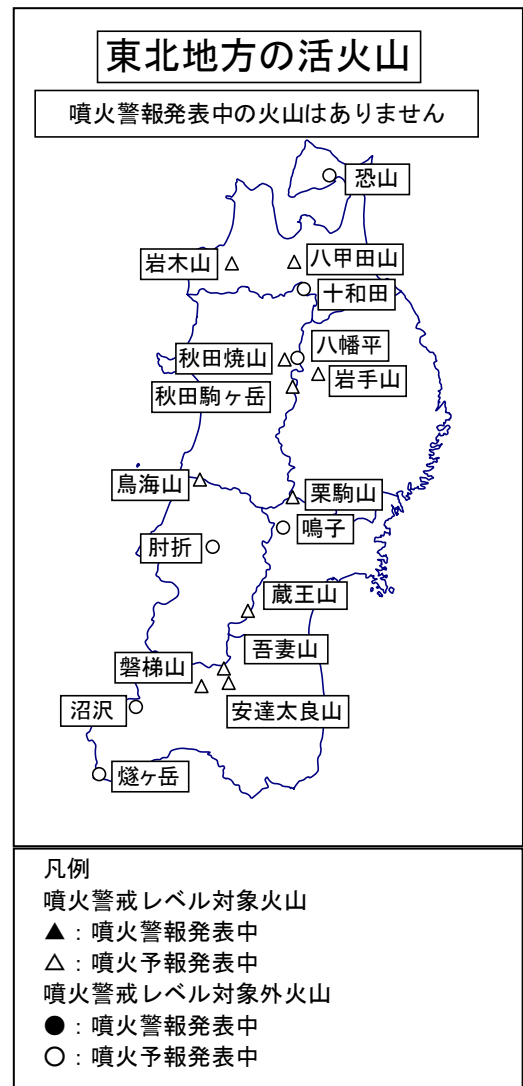 東北地方の活火山
噴火警報発表中の火山はありません
恐山
岩木山
八甲田山
十和田
八幡平
秋田焼山
岩手山
秋田駒ヶ岳
鳥海山
栗駒山
鳴子
肘折
蔵王山
吾妻山
磐梯山
安達太良山
沼沢
燧ヶ岳
凡例
噴火警戒レベル対象火山
▲：噴火警報発表中
△：噴火予報発表中
噴火警戒レベル対象外火山
●：噴火警報発表中
○：噴火予報発表中